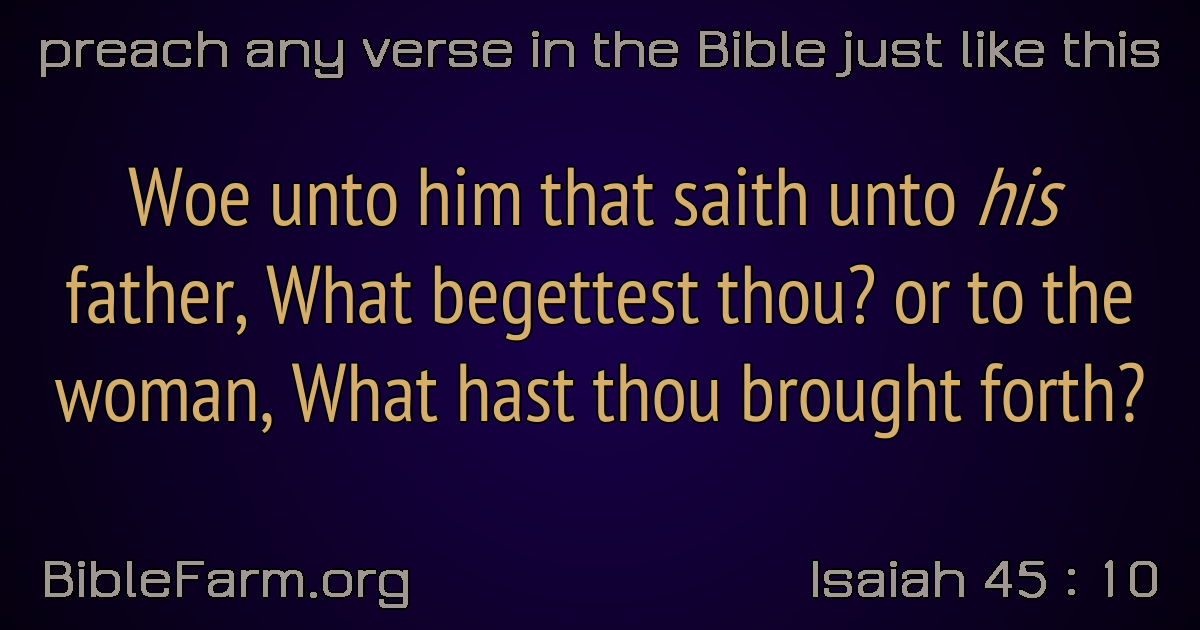 preach any verse in the Bible just like this
Woe unto him that saith unto his
father, What begettest thou? or to the
woman, What hast thou brought forth?
BibleFarm.org
Isaiah 45 : 10